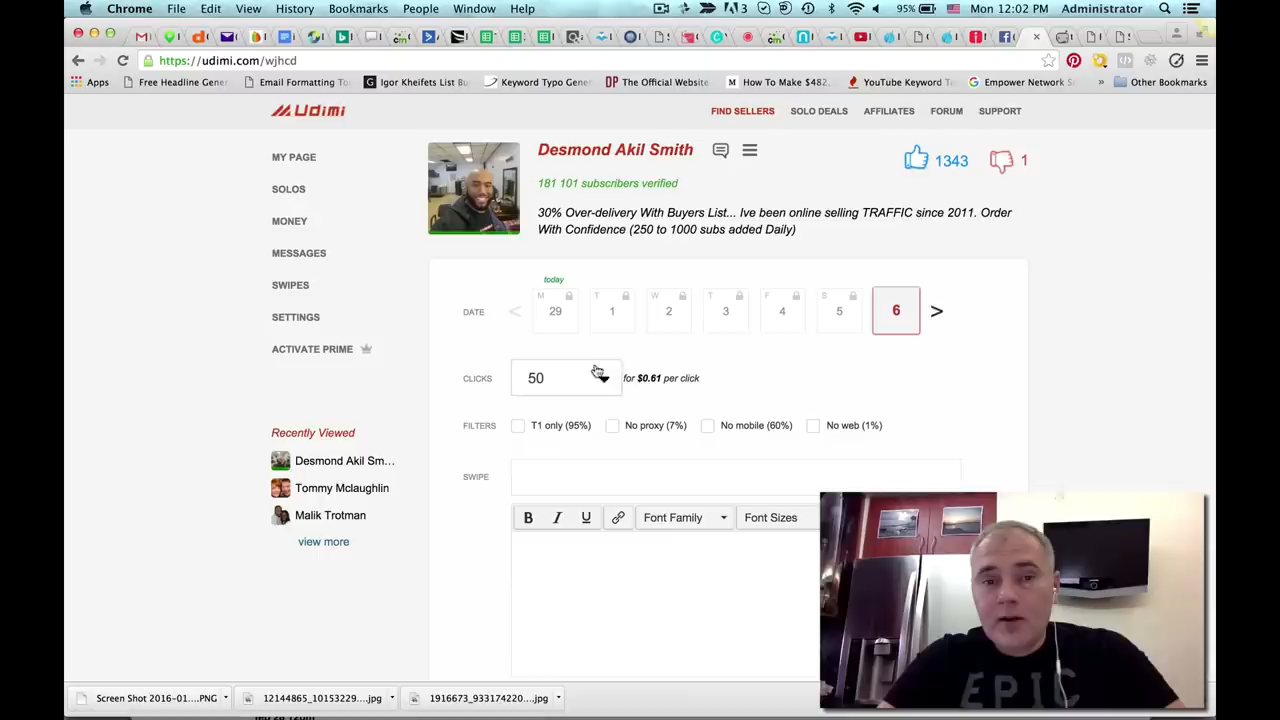 Chrome File Edit View History Bookmarks People Window Help 3 95% Mon 12:02 PM Administrator
https://udimi.com/wjhcd
Apps Free Headline Gener Email Formatting To Igor Kheifets List Bu Keyword Typo Gener DP The Official Website M How To Make $482, YouTube Keyword T Empower Network S » Other Bookmarks
Udimi FIND SELLERS SOLO DEALS AFFILIATES FORUM SUPPORT
MY PAGE
SOLOS
MONEY
MESSAGES
SWIPES
SETTINGS
ACTIVATE PRIME
Recently Viewed
Desmond Akil Sm...
Tommy Mclaughlin
Malik Trotman
view more
Desmond Akil Smith 1343 1
181 101 subscribers verified
30% Over-delivery With Buyers List... Ive been online selling TRAFFIC since 2011. Order
With Confidence (250 to 1000 subs added Daily)
today
M T W T F S
DATE < 29 1 2 3 4 5 6 >
CLICKS 50 for $0.61 per click
FILTERS T1 only (95%) No proxy (7%) No mobile (60%) No web (1%)
SWIPE
B I U Font Family Font Sizes
EPIC
Screen Shot 2016-01....PNG 12144865_10153229...jpg 1916673_933174220...jpg